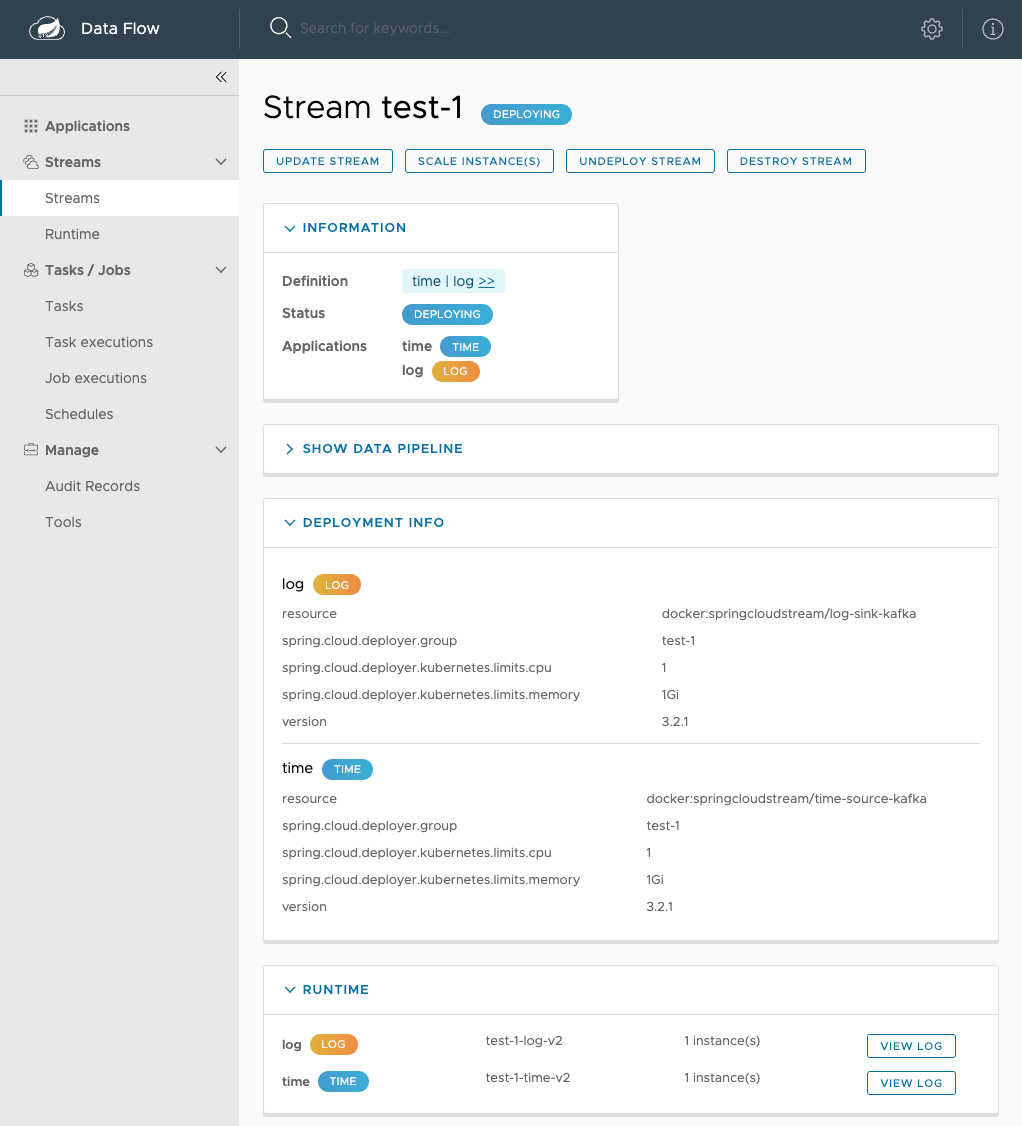 Data Flow
Search for keywords...
Applications
Streams
Streams
Runtime
Tasks / Jobs
Tasks
Task executions
Job executions
Schedules
Manage
Audit Records
Tools
Stream test-1 DEPLOYING
UPDATE STREAM SCALE INSTANCE(S) UNDEPLOY STREAM DESTROY STREAM
INFORMATION
Definition time | log >>
Status DEPLOYING
Applications time TIME
log LOG
SHOW DATA PIPELINE
DEPLOYMENT INFO
log LOG
resource docker:springcloudstream/log-sink-kafka
spring.cloud.deployer.group test-1
spring.cloud.deployer.kubernetes.limits.cpu 1
spring.cloud.deployer.kubernetes.limits.memory 1Gi
version 3.2.1
time TIME
resource docker:springcloudstream/time-source-kafka
spring.cloud.deployer.group test-1
spring.cloud.deployer.kubernetes.limits.cpu 1
spring.cloud.deployer.kubernetes.limits.memory 1Gi
version 3.2.1
RUNTIME
log LOG test-1-log-v2 1 instance(s) VIEW LOG
time TIME test-1-time-v2 1 instance(s) VIEW LOG